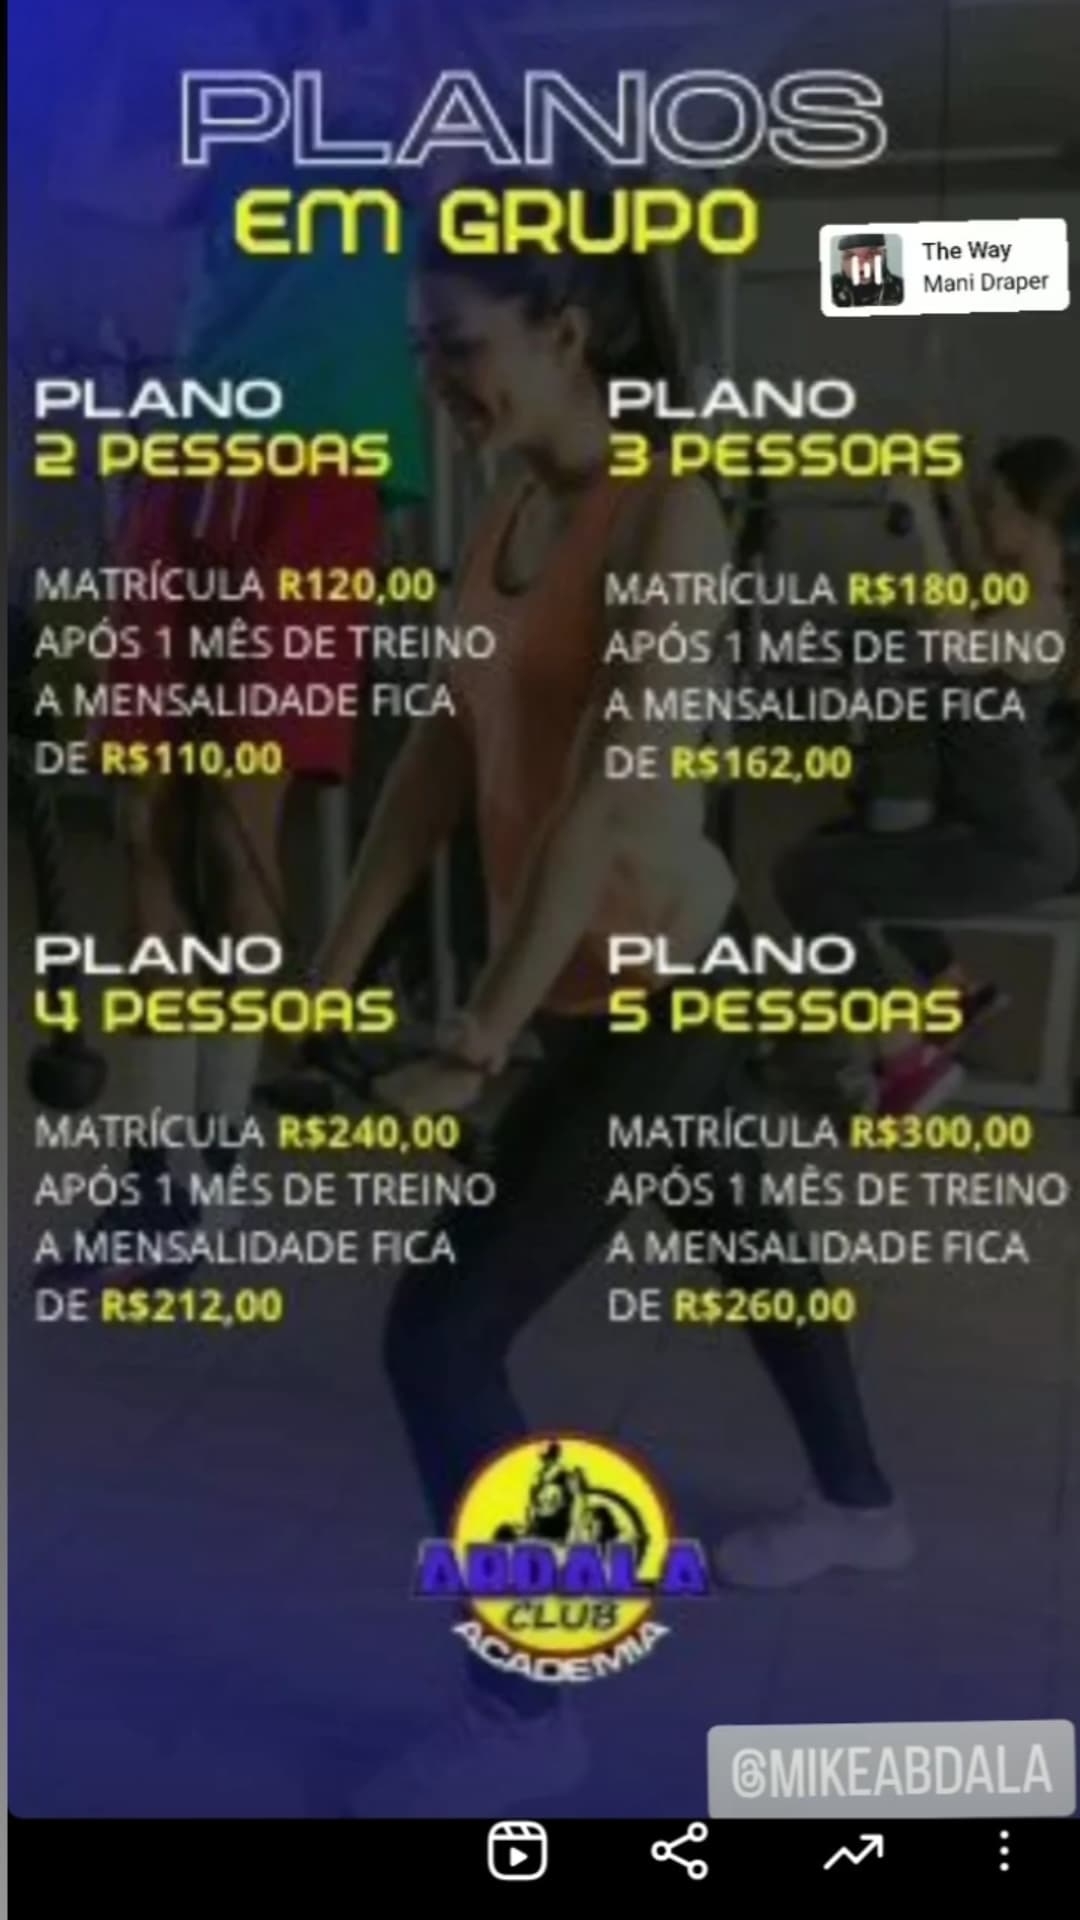 PLANOS
EM GRUPO
The Way
Mani Draper
PLANO
2 PESSOAS
MATRÍCULA R120,00
APÓS 1 MÊS DE TREINO
A MENSALIDADE FICA
DE R$110,00
PLANO
3 PESSOAS
MATRÍCULA R$180,00
APÓS 1 MÊS DE TREINO
A MENSALIDADE FICA
DE R$162,00
PLANO
4 PESSOAS
MATRÍCULA R$240,00
APÓS 1 MÊS DE TREINO
A MENSALIDADE FICA
DE R$212,00
PLANO
5 PESSOAS
MATRÍCULA R$300,00
APÓS 1 MÊS DE TREINO
A MENSALIDADE FICA
DE R$260,00
ABDALA
CLUB
ACADEMIA
@MIKEABDALA